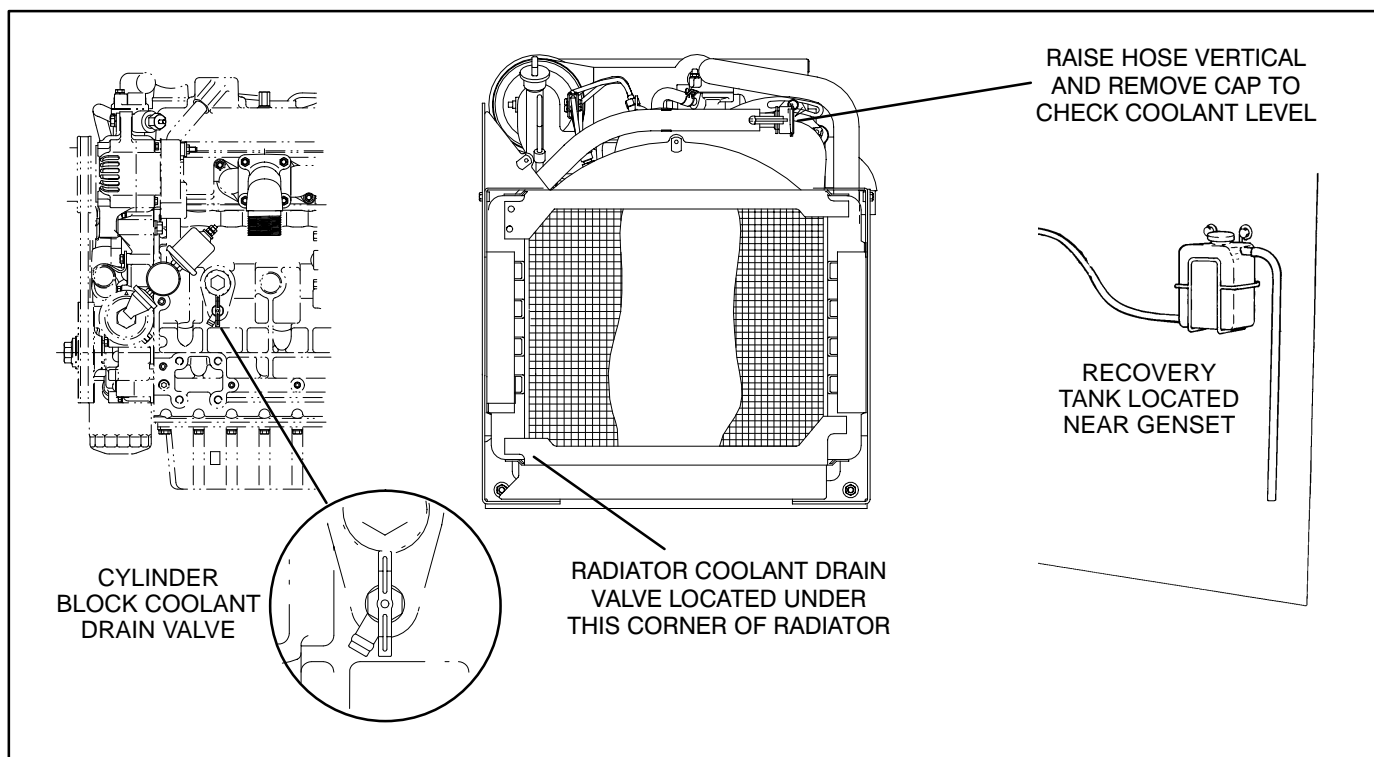 RAISE HOSE VERTICAL
AND REMOVE CAP TO
CHECK COOLANT LEVEL
RECOVERY
TANK LOCATED
NEAR GENSET
CYLINDER
BLOCK COOLANT
DRAIN VALVE
RADIATOR COOLANT DRAIN
VALVE LOCATED UNDER
THIS CORNER OF RADIATOR